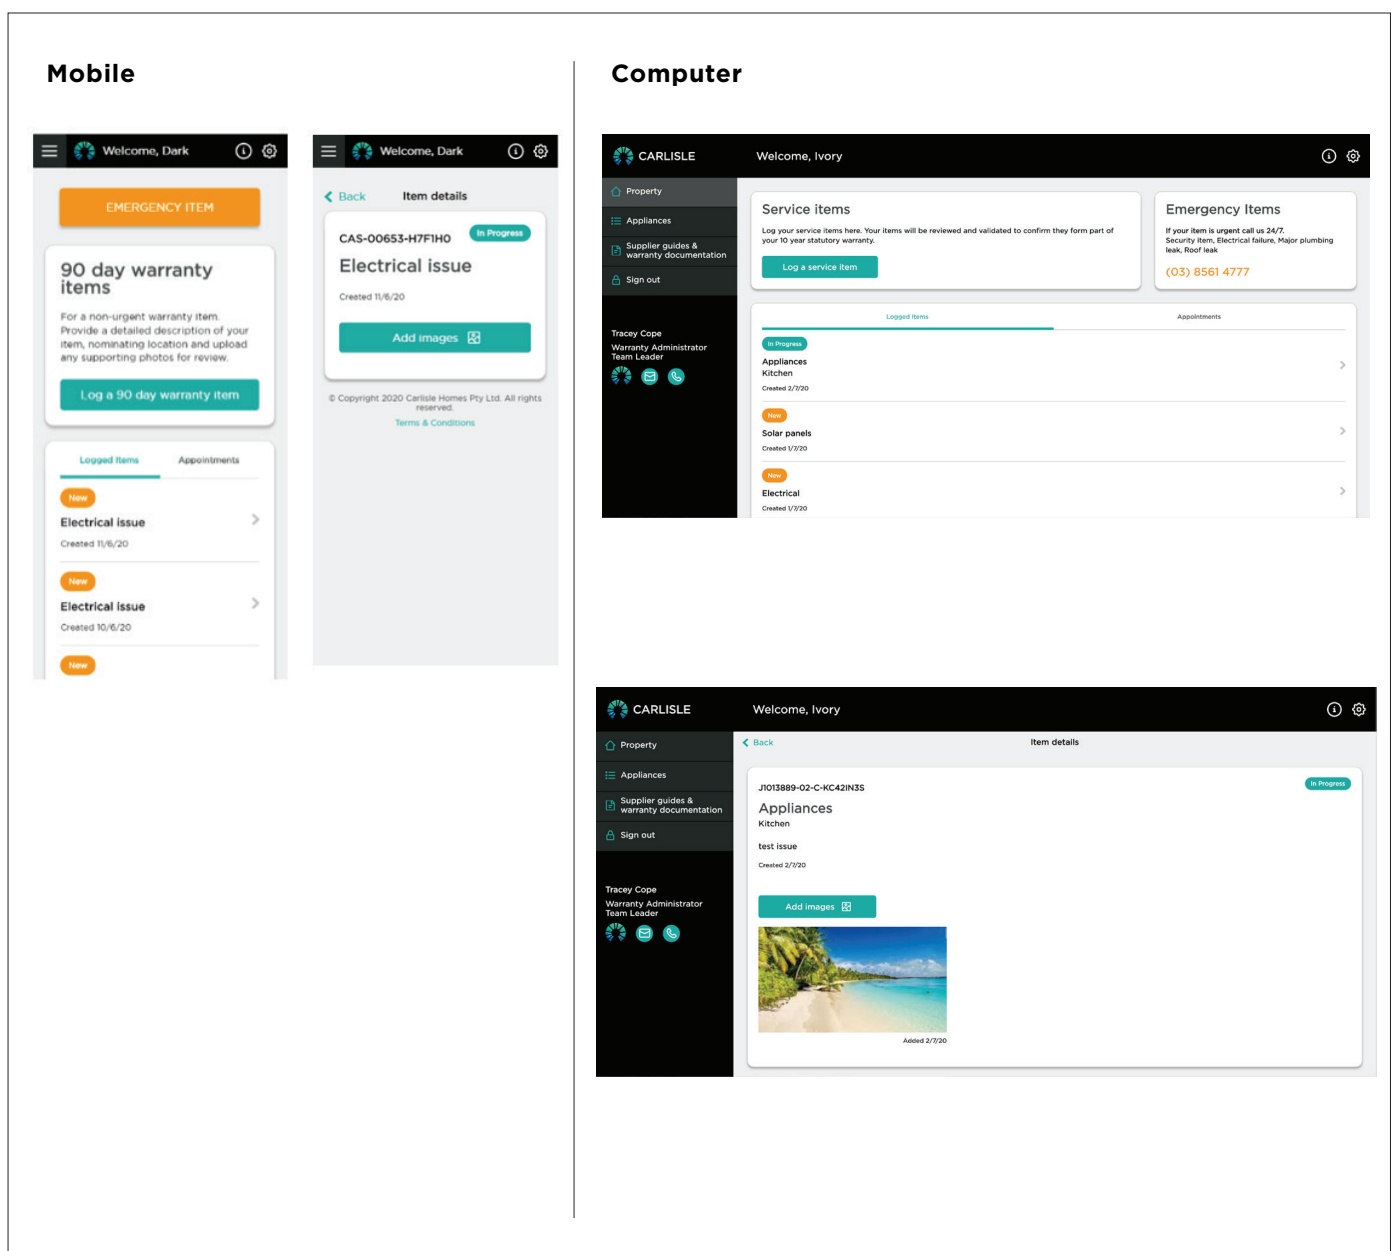 Mobile
Welcome, Dark
EMERGENCY ITEM
90 day warranty
items
For a non-urgent warranty item.
Provide a detailed description of your
item, nominating location and upload
any supporting photos for review.
Log a 90 day warranty item
Logged Items
Appointments
New
Electrical issue
Created 11/6/20
New
Electrical issue
Created 10/6/20
New
Welcome, Dark
Back
Item details
CAS-00653-H7F1H0
In Progress
Electrical issue
Created 11/6/20
Add images
© Copyright 2020 Carlisle Homes Pty Ltd. All rights
reserved.
Terms & Conditions
Computer
CARLISLE
Welcome, Ivory
Property
Appliances
Supplier guides &
warranty documentation
Sign out
Tracey Cope
Warranty Administrator
Team Leader
Service items
Log your service items here. Your items will be reviewed and validated to confirm they form part of
your 10 year statutory warranty.
Log a service item
Emergency Items
If your item is urgent call us 24/7.
Security item, Electrical failure, Major plumbing
leak, Roof leak
(03) 8561 4777
Logged Items
Appointments
In Progress
Appliances
Kitchen
Created 2/7/20
New
Solar panels
Created 1/7/20
New
Electrical
Created 1/7/20
CARLISLE
Welcome, Ivory
Property
Appliances
Supplier guides &
warranty documentation
Sign out
Tracey Cope
Warranty Administrator
Team Leader
Back
Item details
J1013889-02-C-KC42IN3S
In Progress
Appliances
Kitchen
test issue
Created 2/7/20
Add images
Added 2/7/20